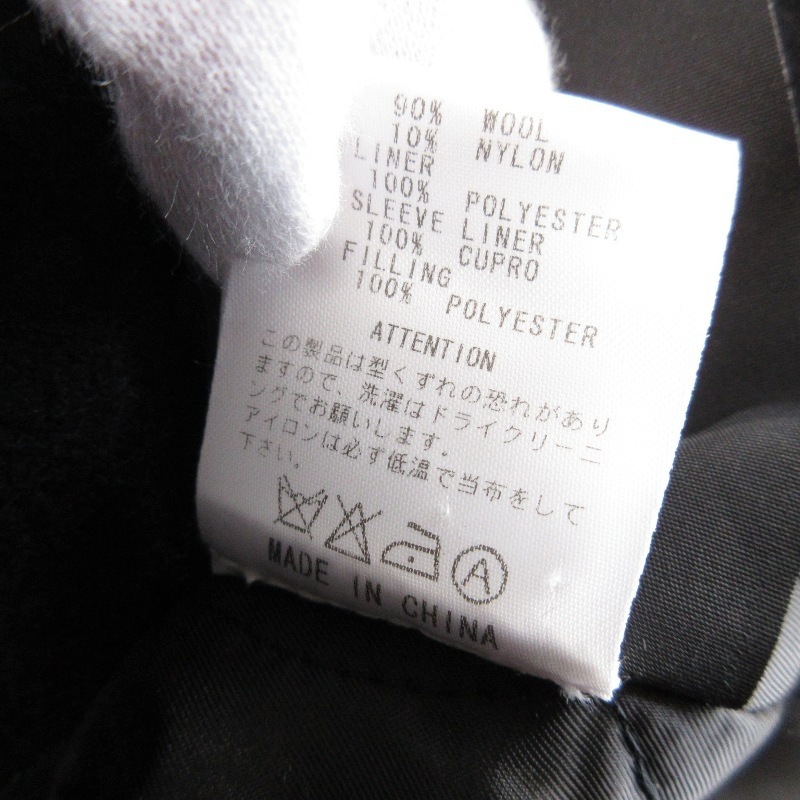 90% WOOL
10% NYLON
LINER
100% POLYESTER
SLEEVE LINER
100% CUPRO
FILLING
100% POLYESTER
ATTENTION
この製品は型くずれの恐れがあり
ますので、洗濯はドライクリーニ
ングでお願いします。
アイロンは必ず低温で当布をして
下さい。
A
MADE IN CHINA